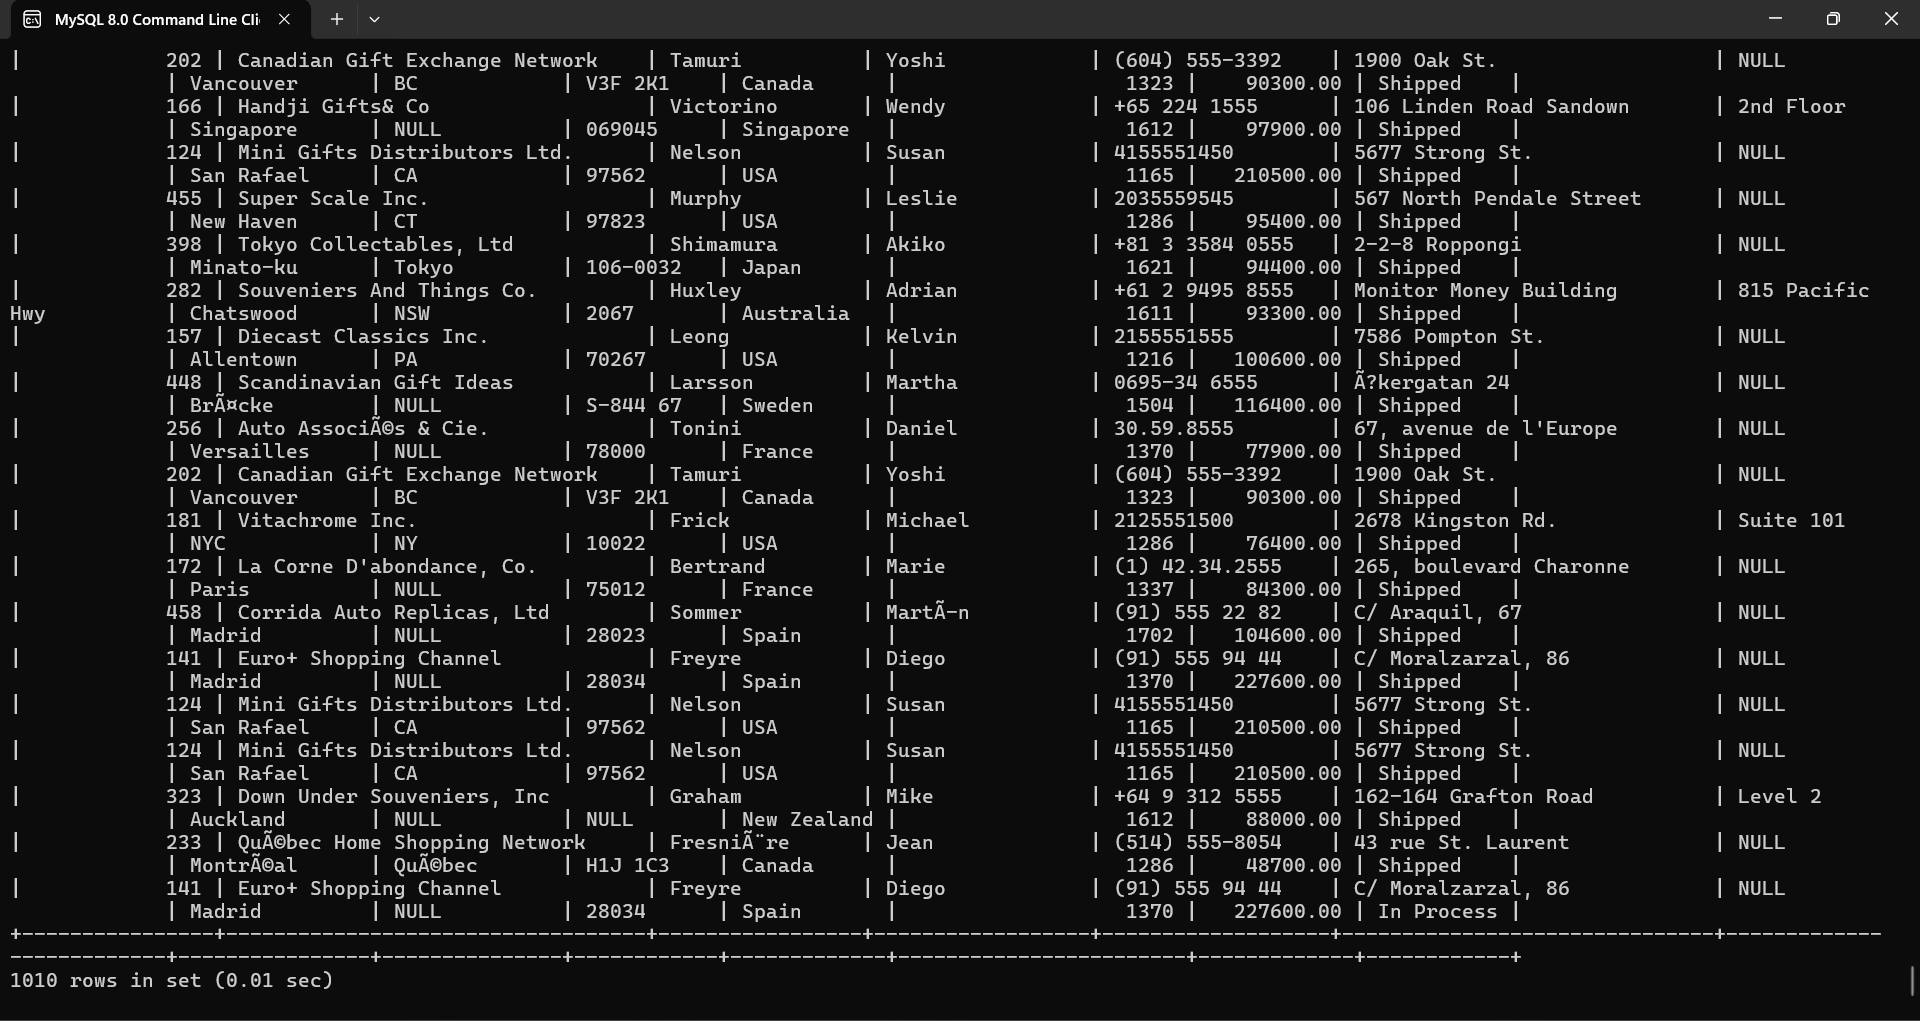 MySQL 8.0 Command Line Cli
| 202 | Canadian Gift Exchange Network | Tamuri | Yoshi | (604) 555-3392 | 1900 Oak St. | NULL
| Vancouver | BC | V3F 2K1 | Canada | 1323 | 90300.00 | Shipped |
| 166 | Handji Gifts& Co | Victorino | Wendy | +65 224 1555 | 106 Linden Road Sandown | 2nd Floor
| Singapore | NULL | 069045 | Singapore | 1612 | 97900.00 | Shipped |
| 124 | Mini Gifts Distributors Ltd. | Nelson | Susan | 4155551450 | 5677 Strong St. | NULL
| San Rafael | CA | 97562 | USA | 1165 | 210500.00 | Shipped |
| 455 | Super Scale Inc. | Murphy | Leslie | 2035559545 | 567 North Pendale Street | NULL
| New Haven | CT | 97823 | USA | 1286 | 95400.00 | Shipped |
| 398 | Tokyo Collectables, Ltd | Shimamura | Akiko | +81 3 3584 0555 | 2-2-8 Roppongi | NULL
| Minato-ku | Tokyo | 106-0032 | Japan | 1621 | 94400.00 | Shipped |
| 282 | Souveniers And Things Co. | Huxley | Adrian | +61 2 9495 8555 | Monitor Money Building | 815 Pacific
Hwy | Chatswood | NSW | 2067 | Australia | 1611 | 93300.00 | Shipped |
| 157 | Diecast Classics Inc. | Leong | Kelvin | 2155551555 | 7586 Pompton St. | NULL
| Allentown | PA | 70267 | USA | 1216 | 100600.00 | Shipped |
| 448 | Scandinavian Gift Ideas | Larsson | Martha | 0695-34 6555 | Ã?kergatan 24 | NULL
| BrÃ¤cke | NULL | S-844 67 | Sweden | 1504 | 116400.00 | Shipped |
| 256 | Auto AssociÃ©s & Cie. | Tonini | Daniel | 30.59.8555 | 67, avenue de l'Europe | NULL
| Versailles | NULL | 78000 | France | 1370 | 77900.00 | Shipped |
| 202 | Canadian Gift Exchange Network | Tamuri | Yoshi | (604) 555-3392 | 1900 Oak St. | NULL
| Vancouver | BC | V3F 2K1 | Canada | 1323 | 90300.00 | Shipped |
| 181 | Vitachrome Inc. | Frick | Michael | 2125551500 | 2678 Kingston Rd. | Suite 101
| NYC | NY | 10022 | USA | 1286 | 76400.00 | Shipped |
| 172 | La Corne D'abondance, Co. | Bertrand | Marie | (1) 42.34.2555 | 265, boulevard Charonne | NULL
| Paris | NULL | 75012 | France | 1337 | 84300.00 | Shipped |
| 458 | Corrida Auto Replicas, Ltd | Sommer | MartÃ-n | (91) 555 22 82 | C/ Araquil, 67 | NULL
| Madrid | NULL | 28023 | Spain | 1702 | 104600.00 | Shipped |
| 141 | Euro+ Shopping Channel | Freyre | Diego | (91) 555 94 44 | C/ Moralzarzal, 86 | NULL
| Madrid | NULL | 28034 | Spain | 1370 | 227600.00 | Shipped |
| 124 | Mini Gifts Distributors Ltd. | Nelson | Susan | 4155551450 | 5677 Strong St. | NULL
| San Rafael | CA | 97562 | USA | 1165 | 210500.00 | Shipped |
| 124 | Mini Gifts Distributors Ltd. | Nelson | Susan | 4155551450 | 5677 Strong St. | NULL
| San Rafael | CA | 97562 | USA | 1165 | 210500.00 | Shipped |
| 323 | Down Under Souveniers, Inc | Graham | Mike | +64 9 312 5555 | 162-164 Grafton Road | Level 2
| Auckland | NULL | NULL | New Zealand | 1612 | 88000.00 | Shipped |
| 233 | QuÃ©bec Home Shopping Network | FresniÃ¨re | Jean | (514) 555-8054 | 43 rue St. Laurent | NULL
| MontrÃ©al | QuÃ©bec | H1J 1C3 | Canada | 1286 | 48700.00 | Shipped |
| 141 | Euro+ Shopping Channel | Freyre | Diego | (91) 555 94 44 | C/ Moralzarzal, 86 | NULL
| Madrid | NULL | 28034 | Spain | 1370 | 227600.00 | In Process |
1010 rows in set (0.01 sec)